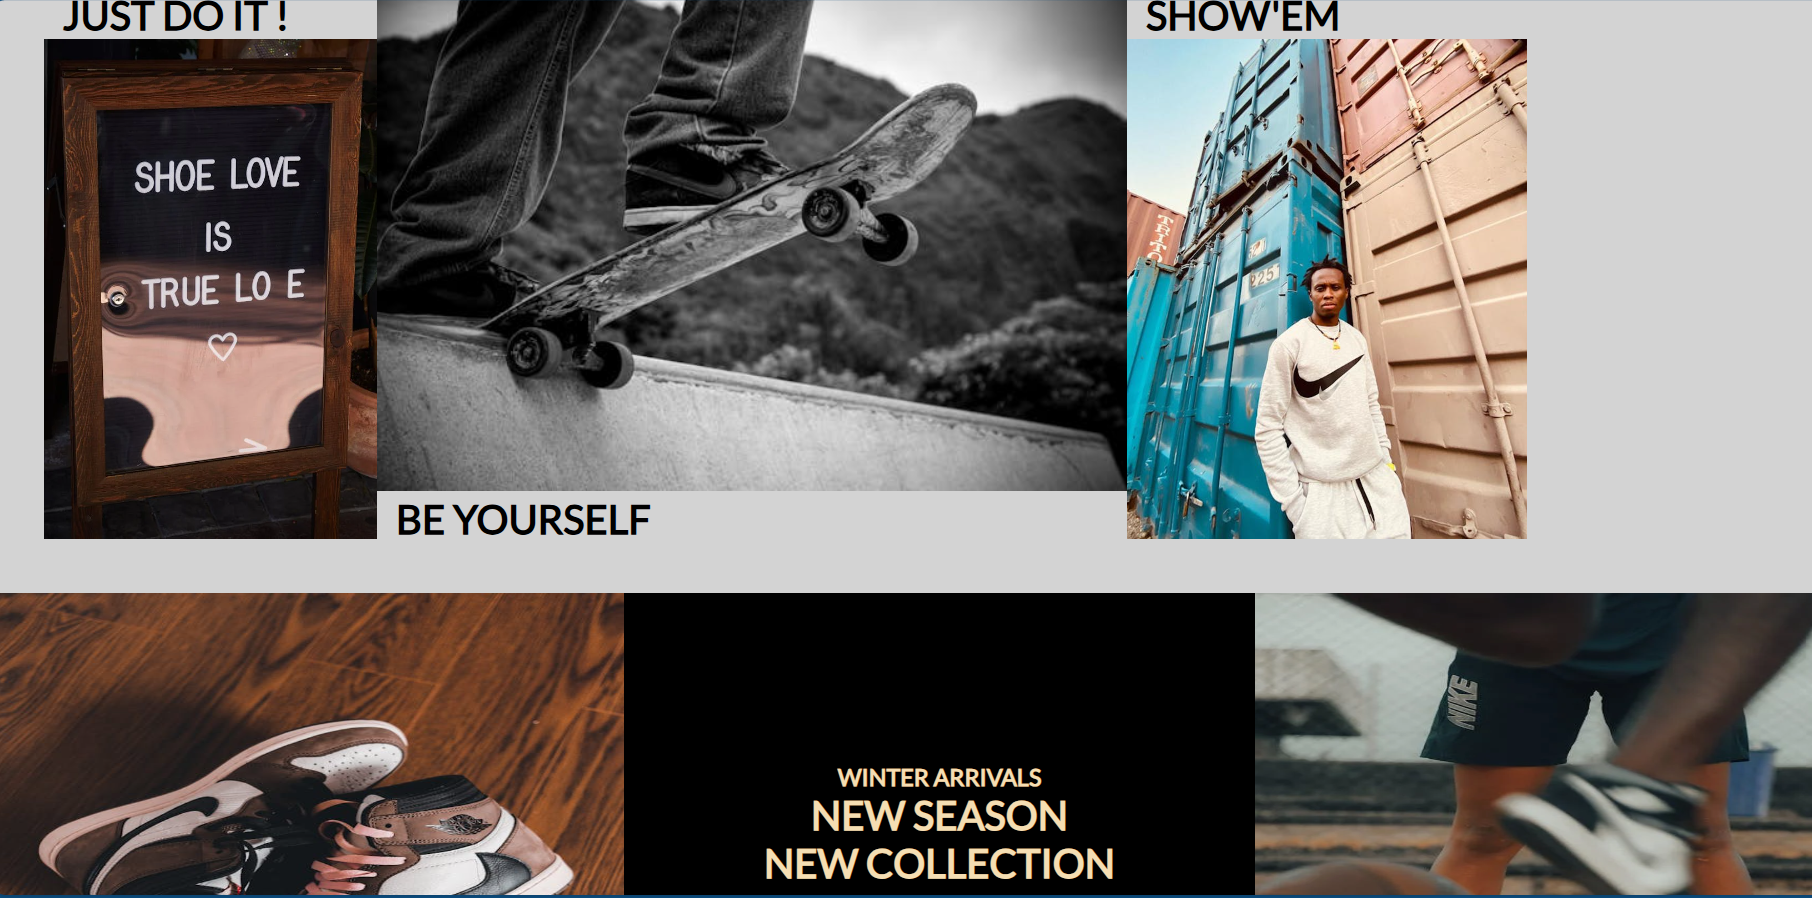 JUST DO IT !
SHOE LOVE
IS
TRUE LO E
BE YOURSELF
SHOW'EM
TRITO
WINTER ARRIVALS
NEW SEASON
NEW COLLECTION
NIKE